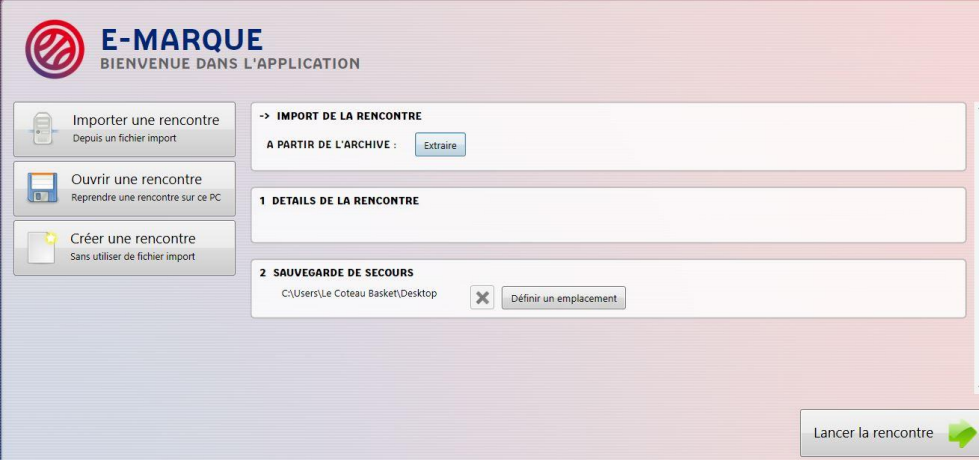 E-MARQUE
BIENVENUE DANS L'APPLICATION
Importer une rencontre
Depuis un fichier import
Ouvrir une rencontre
Reprendre une rencontre sur ce PC
Créer une rencontre
Sans utiliser de fichier import
-> IMPORT DE LA RENCONTRE
A PARTIR DE L'ARCHIVE : Extraire
1 DETAILS DE LA RENCONTRE
2 SAUVEGARDE DE SECOURS
C:\Users\Le Coteau Basket\Desktop Définir un emplacement
Lancer la rencontre